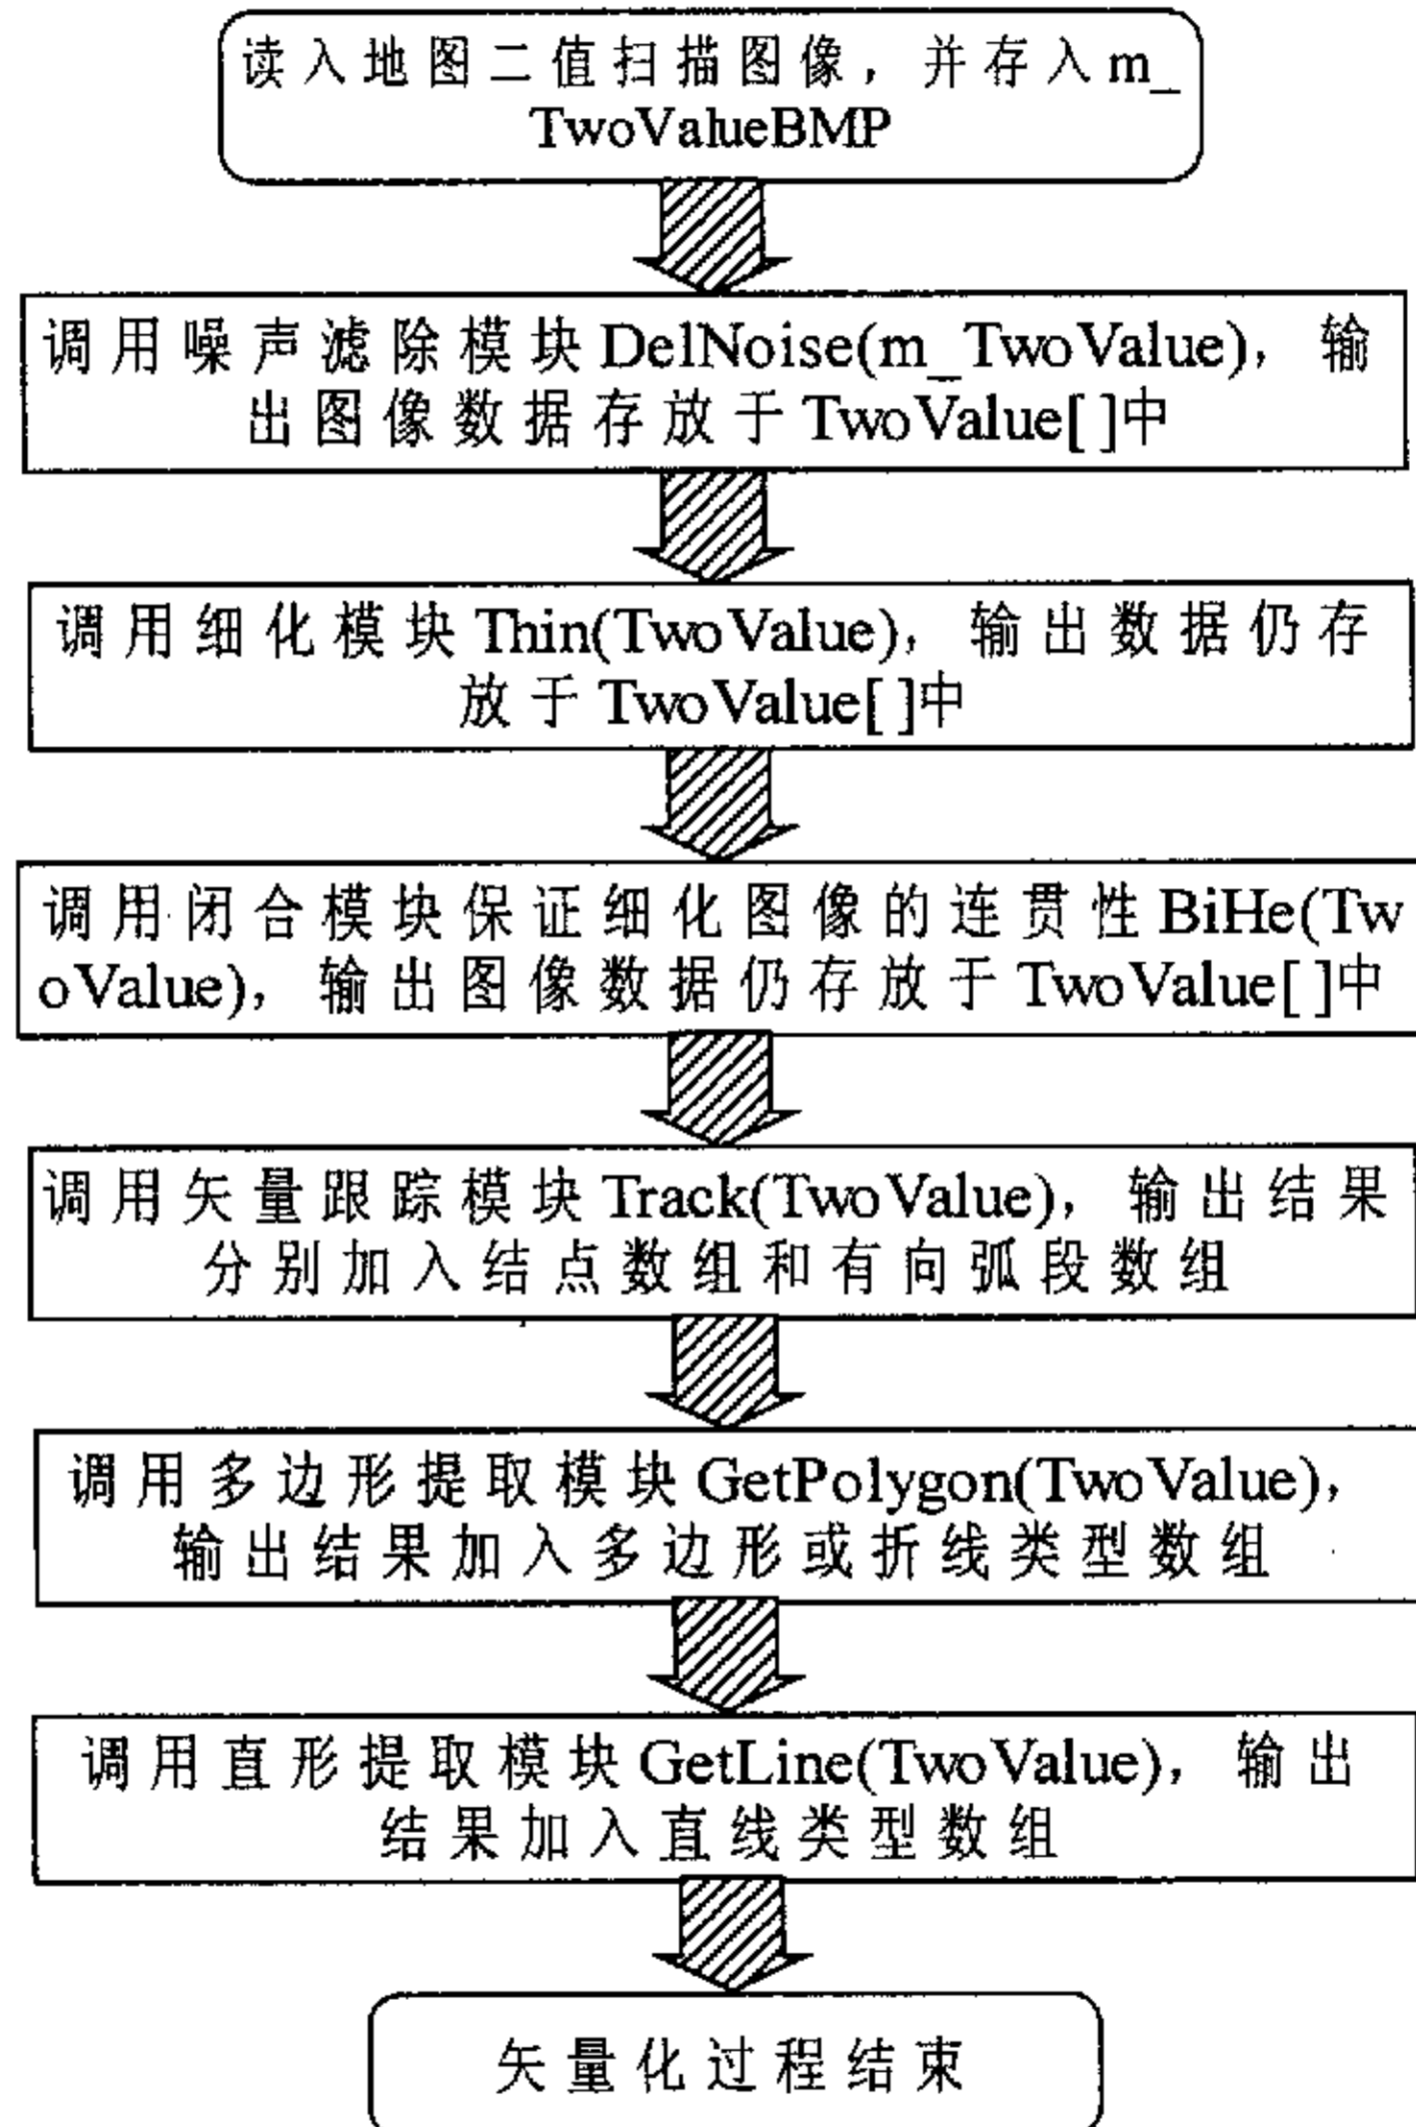 读入地图二值扫描图像，并存入m_
TwoValueBMP
调用噪声滤除模块DelNoise(m_TwoValue)，输
出图像数据存放于TwoValue[]中
调用细化模块Thin(TwoValue)，输出数据仍存
放于TwoValue[]中
调用闭合模块保证细化图像的连贯性BiHe(Tw
oValue)，输出图像数据仍存放于TwoValue[]中
调用矢量跟踪模块Track(TwoValue)，输出结果
分别加入结点数组和有向弧段数组
调用多边形提取模块GetPolygon(TwoValue)，
输出结果加入多边形或折线类型数组
调用直形提取模块GetLine(TwoValue)，输出
结果加入直线类型数组
矢量化过程结束